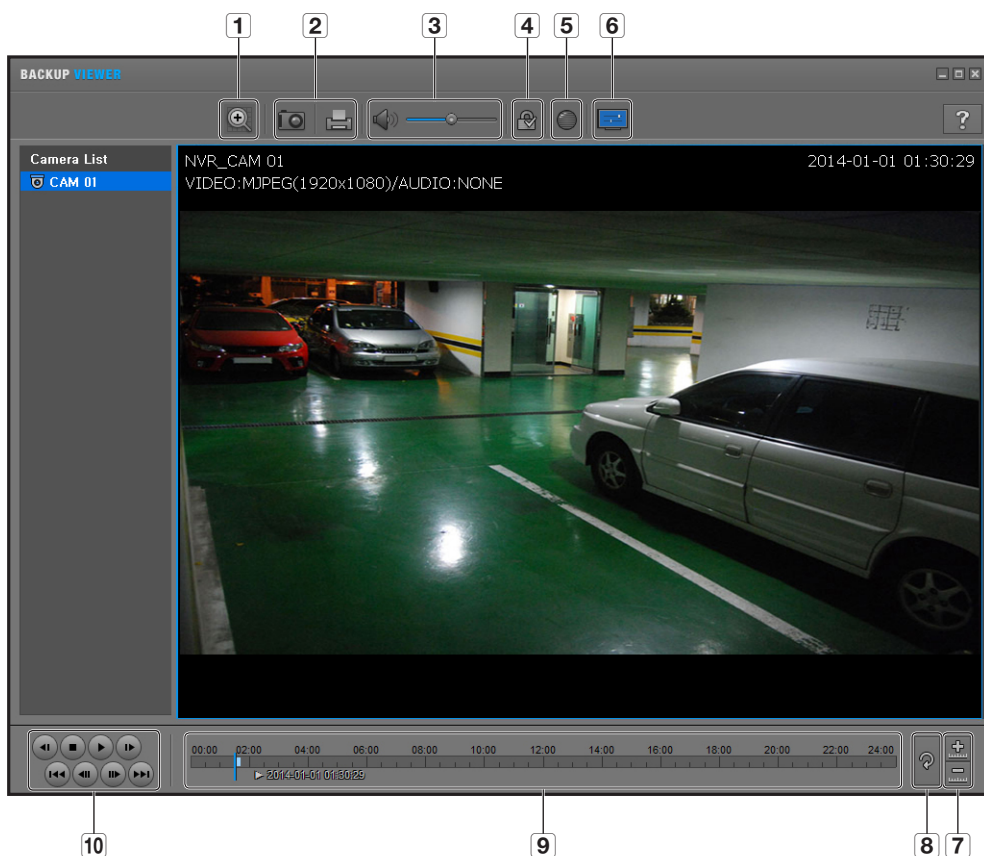 1 2 3 4 5 6
BACKUP VIEWER
?
Camera List
CAM 01
NVR_CAM 01 2014-01-01 01:30:29
VIDEO:MJPEG(1920x1080)/AUDIO:NONE
00:00 02:00 04:00 06:00 08:00 10:00 12:00 14:00 16:00 18:00 20:00 22:00 24:00
2014-01-01 01:30:29
10 9 8 7